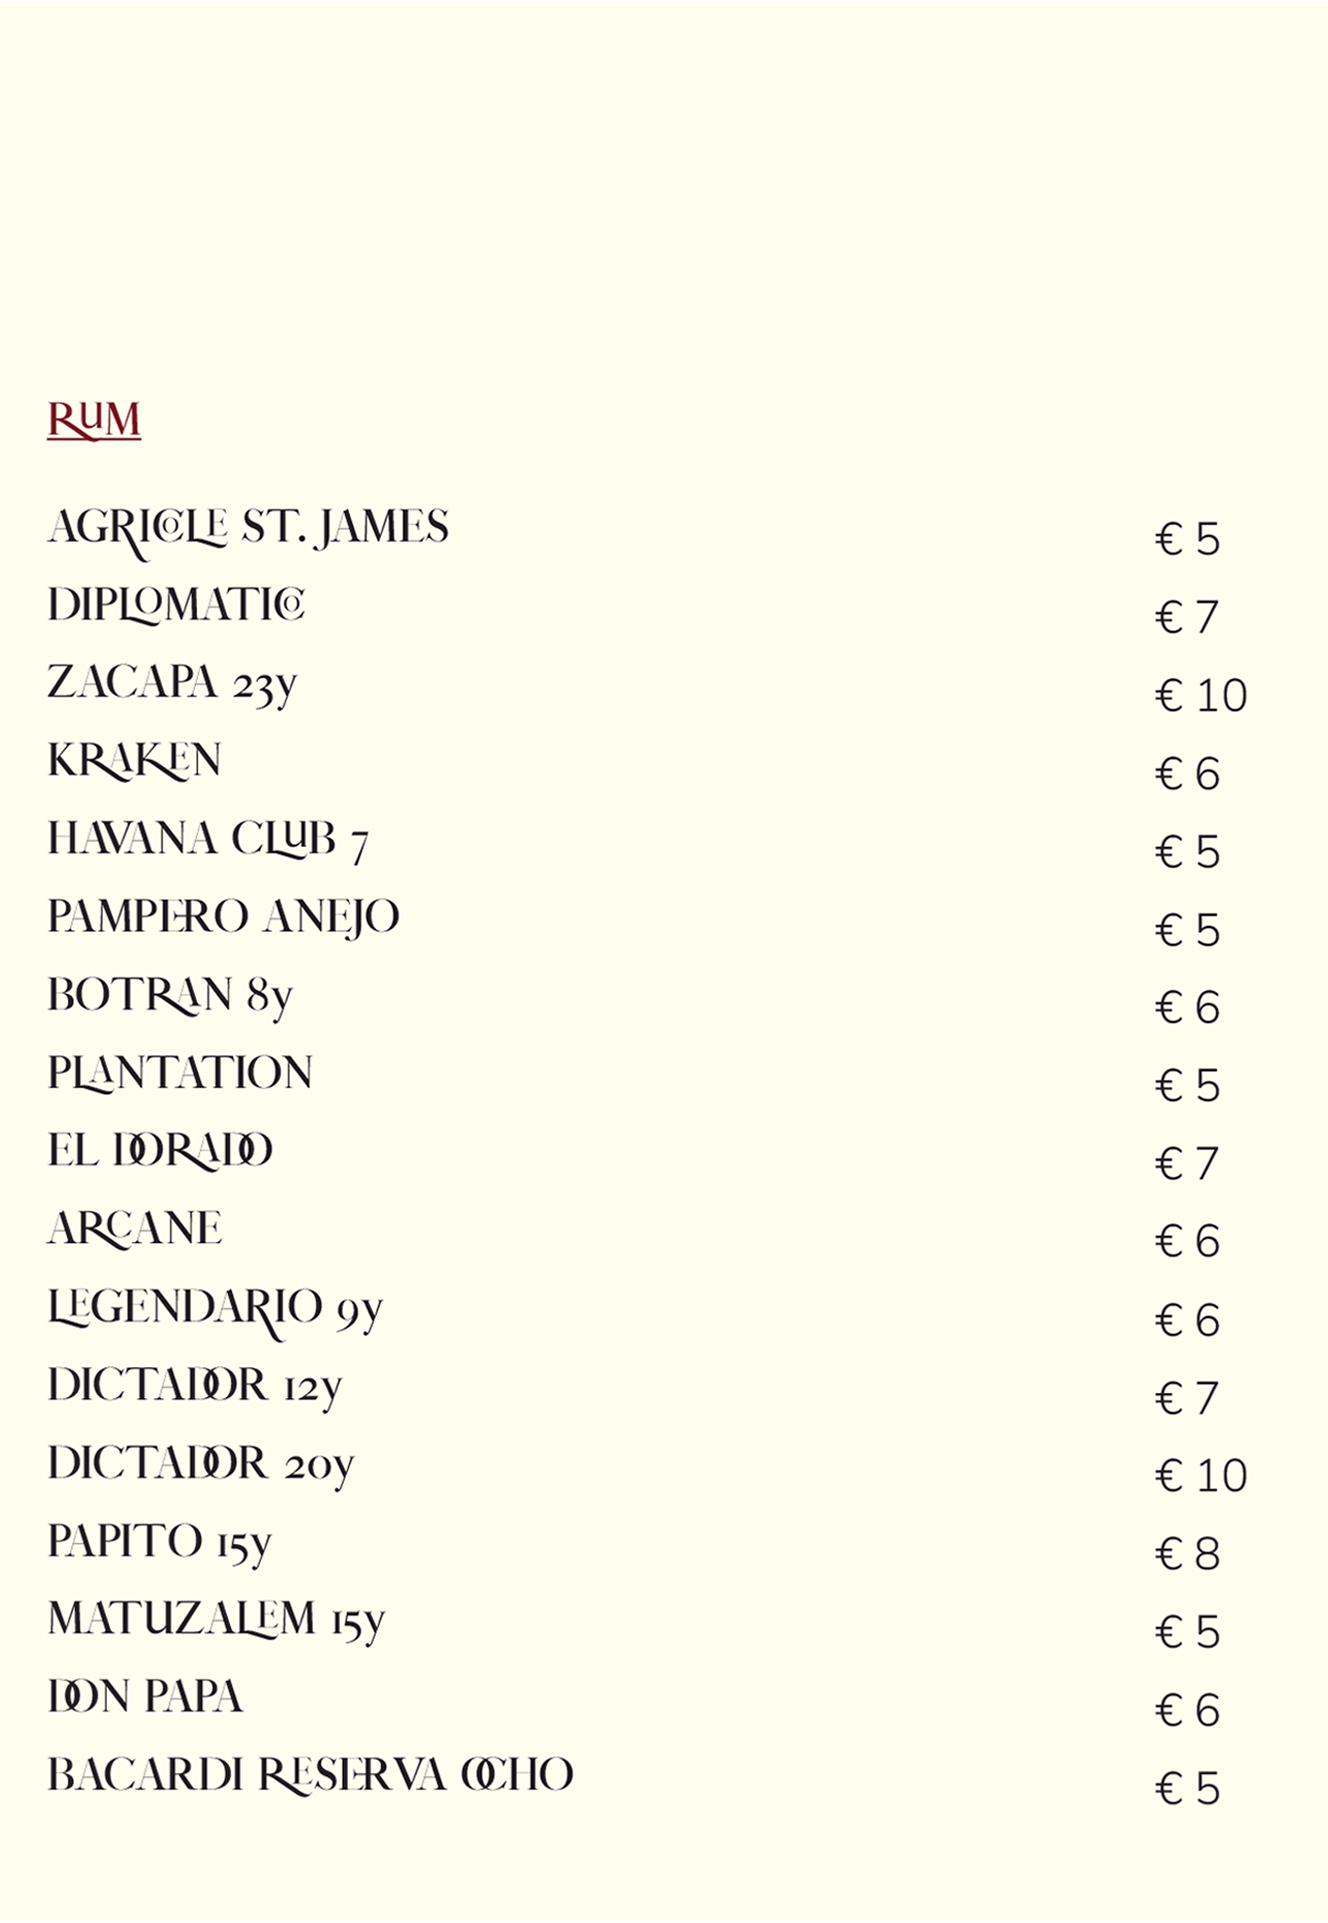 RUM
AGRICOLE ST. JAMES € 5
DIPLOMATICO € 7
ZACAPA 23y € 10
KRAKEN € 6
HAVANA CLUB 7 € 5
PAMPERO ANEJO € 5
BOTRAN 8y € 6
PLANTATION € 5
EL DORADO € 7
ARCANE € 6
LEGENDARIO 9y € 6
DICTADOR 12y € 7
DICTADOR 20y € 10
PAPITO 15y € 8
MATUZALEM 15y € 5
DON PAPA € 6
BACARDI RESERVA OCHO € 5